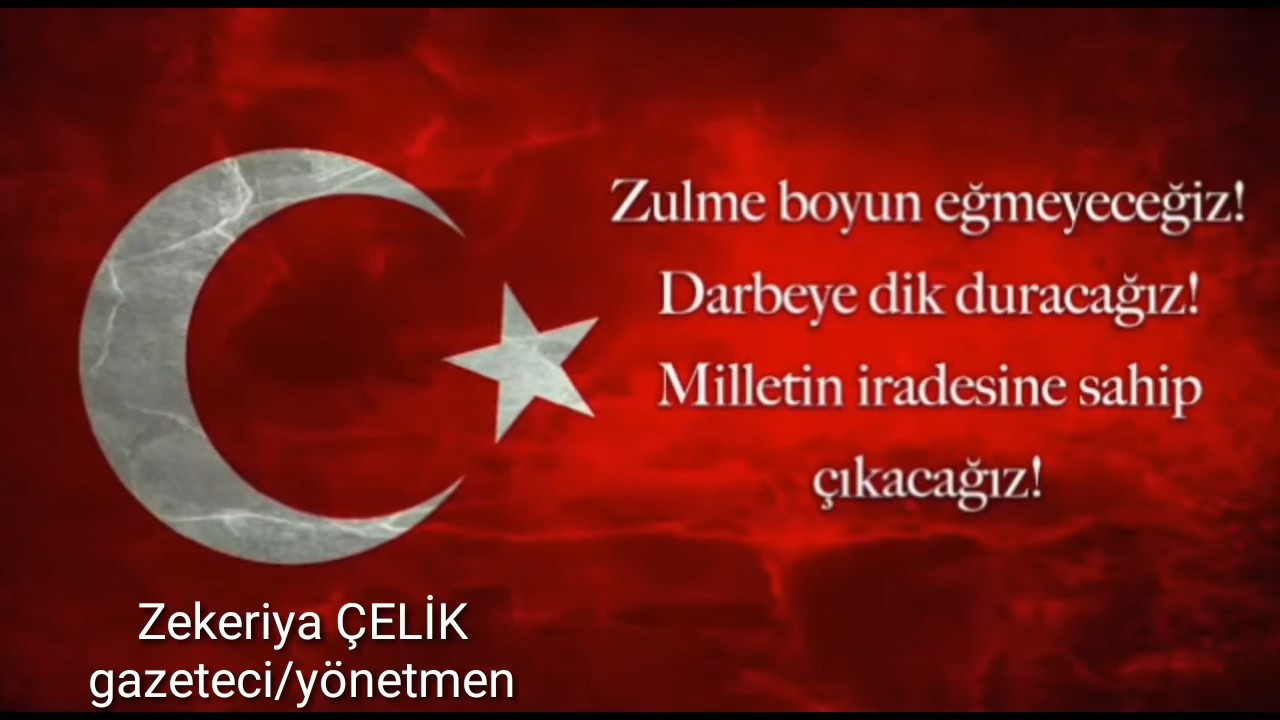 Zulme boyun eğmeyeceğiz!
Darbeye dik duracağız!
Milletin iradesine sahip
çıkacağız!
Zekeriya ÇELİK
gazeteci/yönetmen